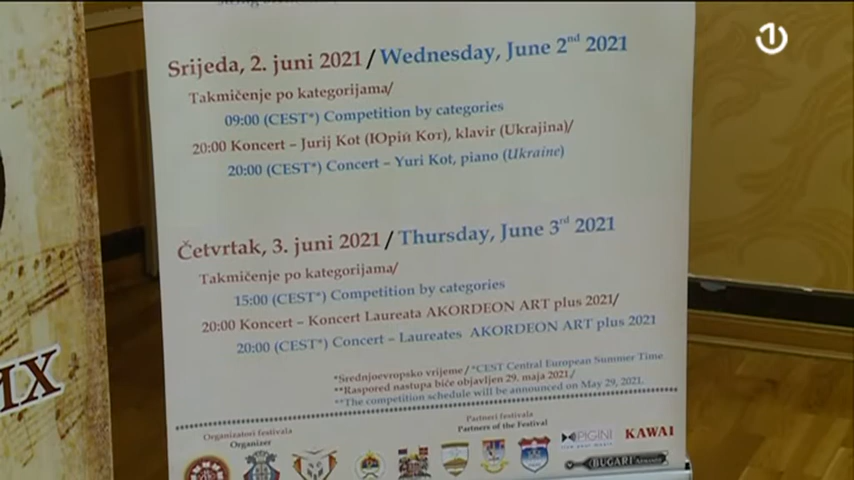 Srijeda, 2. juni 2021 / Wednesday, June 2nd 2021
Takmičenje po kategorijama/
09:00 (CEST*) Competition by categories
20:00 Koncert – Jurij Kot (Юрій Кот), klavir (Ukrajina)/
20:00 (CEST*) Concert – Yuri Kot, piano (Ukraine)
Četvrtak, 3. juni 2021 / Thursday, June 3rd 2021
Takmičenje po kategorijama/
15:00 (CEST*) Competition by categories
20:00 Koncert – Koncert Laureata AKORDEON ART plus 2021/
20:00 (CEST*) Concert – Laureates AKORDEON ART plus 2021
*Srednjoevropsko vrijeme / *CEST Central European Summer Time
**Raspored nastupa biće objavljen 29. maja 2021./
**The competition schedule will be announced on May 29, 2021.
Organizatori festivala
Organizer
Partneri festivala
Partners of the Festival
PIGINI
KAWAI
BUGARI
ИХ
1